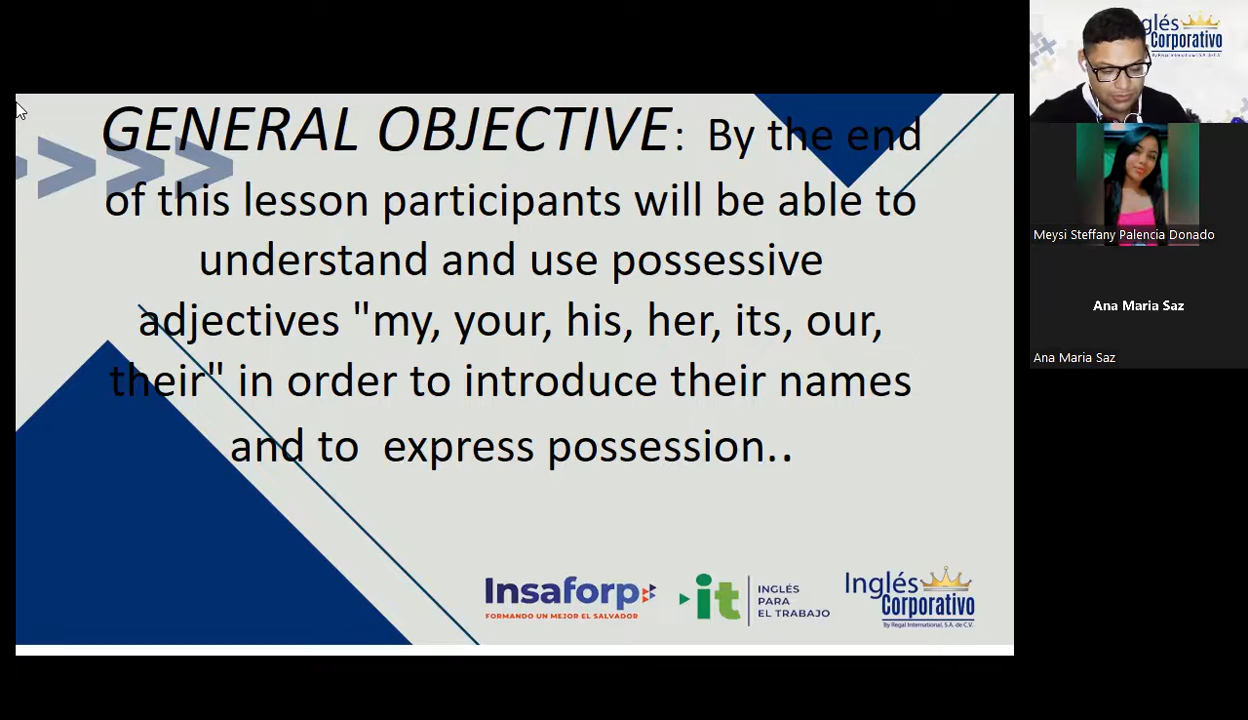 GENERAL OBJECTIVE: By the end
of this lesson participants will be able to
understand and use possessive
adjectives "my, your, his, her, its, our,
their" in order to introduce their names
and to express possession..
Insaforp
FORMANDO UN MEJOR EL SALVADOR
it
INGLÉS
PARA
EL TRABAJO
Inglés
Corporativo
By Regal International, S.A. de C.V.
glés
Corporativo
Meysi Steffany Palencia Donado
Ana Maria Saz
Ana Maria Saz